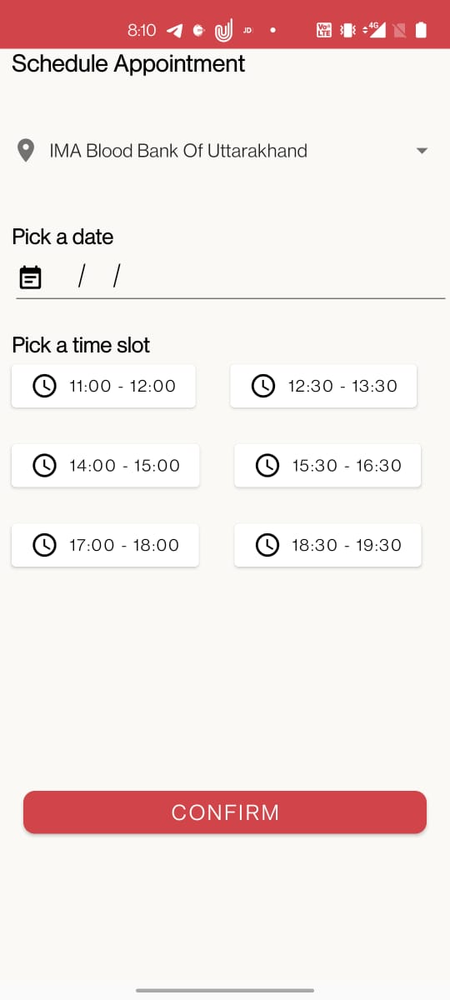 8:10 JD VoLTE 4G
Schedule Appointment
IMA Blood Bank Of Uttarakhand
Pick a date
/ /
Pick a time slot
11:00 - 12:00 12:30 - 13:30
14:00 - 15:00 15:30 - 16:30
17:00 - 18:00 18:30 - 19:30
CONFIRM